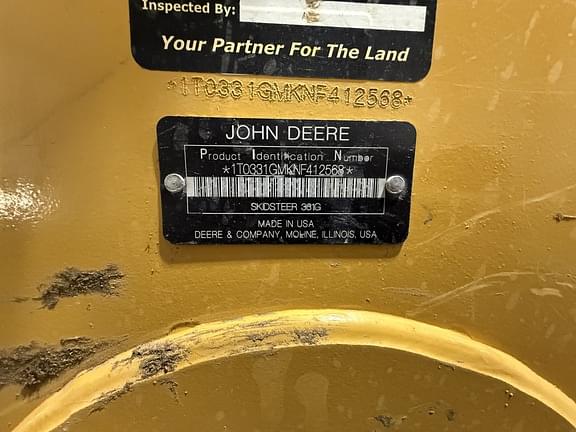 Inspected By:
Your Partner For The Land
*1T0331GMKNF412568*
JOHN DEERE
Product Identification Number
*1T0331GMKNF412568*
SKIDSTEER 331G
MADE IN USA
DEERE & COMPANY, MOLINE, ILLINOIS, USA